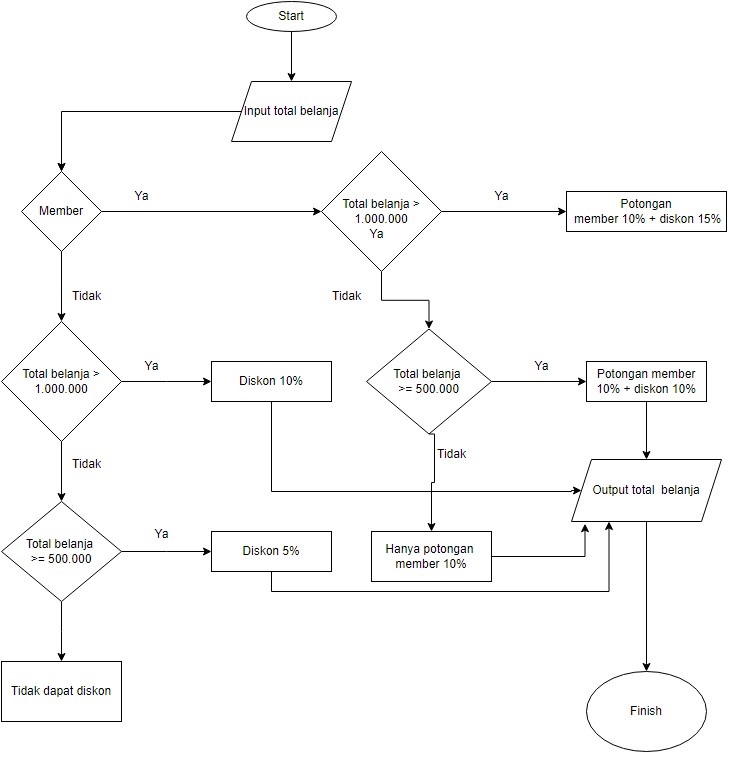 Start
Input total belanja
Member
Ya
Total belanja >
1.000.000
Ya
Ya
Potongan
member 10% + diskon 15%
Tidak
Tidak
Total belanja >
1.000.000
Ya
Diskon 10%
Total belanja
>= 500.000
Ya
Potongan member
10% + diskon 10%
Tidak
Tidak
Output total belanja
Total belanja
>= 500.000
Ya
Diskon 5%
Hanya potongan
member 10%
Tidak dapat diskon
Finish